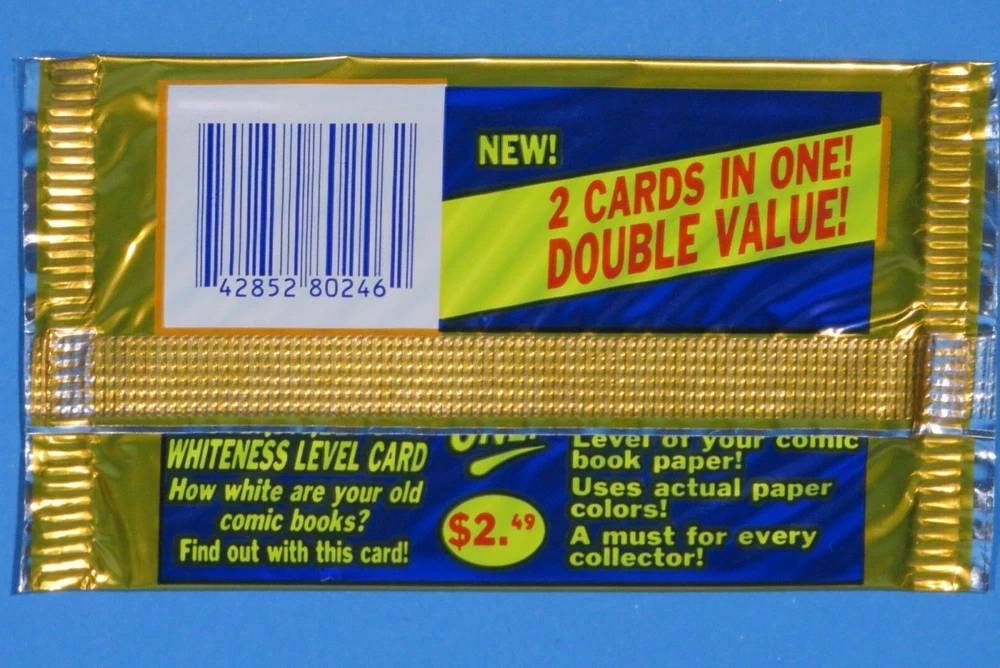 NEW!
2 CARDS IN ONE!
DOUBLE VALUE!
42852 80246
WHITENESS LEVEL CARD
How white are your old
comic books?
Find out with this card!
ONLY
$2.49
Level of your comic
book paper!
Uses actual paper
colors!
A must for every
collector!